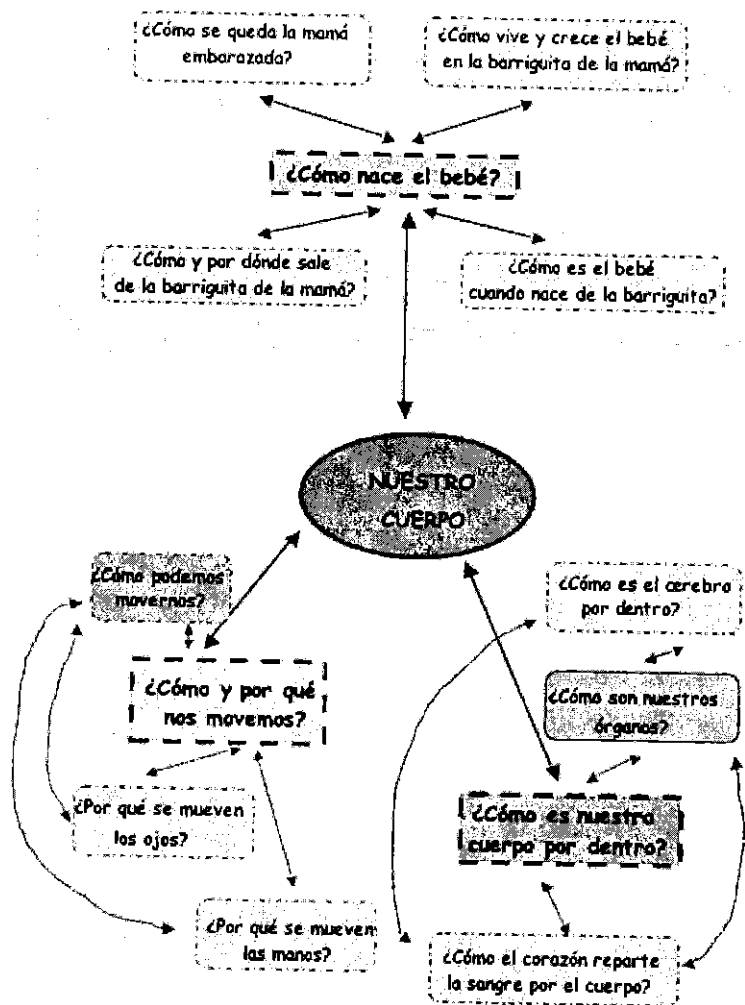 ¿Cómo se queda la mamá
embarazada?
¿Cómo vive y crece el bebé
en la barriguita de la mamá?
¿Cómo nace el bebé?
¿Cómo y por dónde sale
de la barriguita de la mamá?
¿Cómo es el bebé
cuando nace de la barriguita?
NUESTRO
CUERPO
¿Cómo podemos
movernos?
¿Cómo y por qué
nos movemos?
¿Por qué se mueven
los ojos?
¿Por qué se mueven
las manos?
¿Cómo es el cerebro
por dentro?
¿Cómo son nuestros
órganos?
¿Cómo es nuestro
cuerpo por dentro?
¿Cómo el corazón reparte
la sangre por el cuerpo?